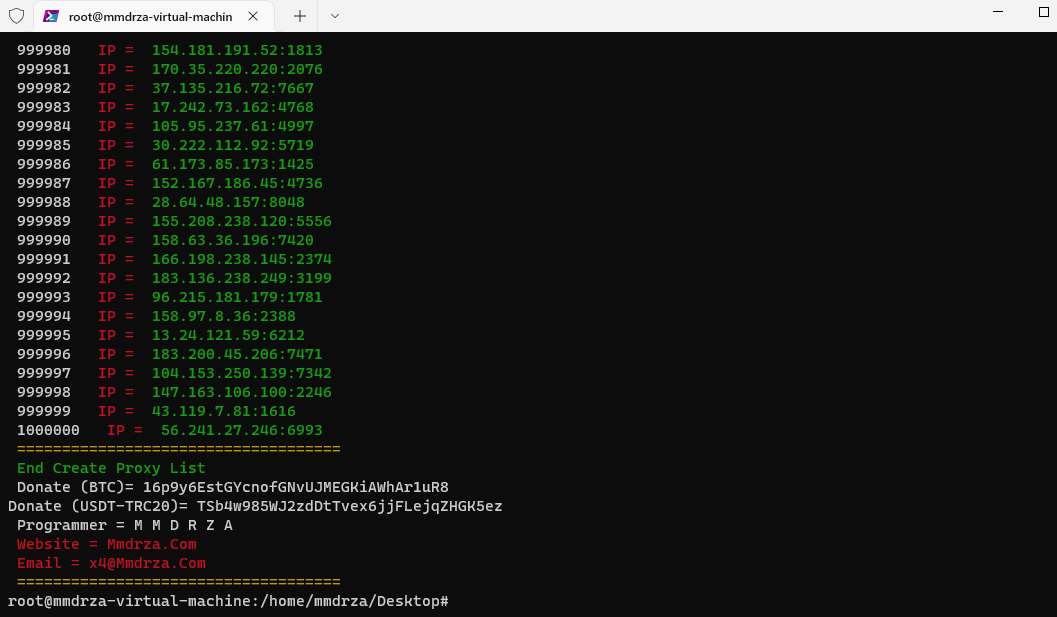 root@mmdrza-virtual-machin
999980 IP = 154.181.191.52:1813
999981 IP = 170.35.220.220:2076
999982 IP = 37.135.216.72:7667
999983 IP = 17.242.73.162:4768
999984 IP = 105.95.237.61:4997
999985 IP = 30.222.112.92:5719
999986 IP = 61.173.85.173:1425
999987 IP = 152.167.186.45:4736
999988 IP = 28.64.48.157:8048
999989 IP = 155.208.238.120:5556
999990 IP = 158.63.36.196:7420
999991 IP = 166.198.238.145:2374
999992 IP = 183.136.238.249:3199
999993 IP = 96.215.181.179:1781
999994 IP = 158.97.8.36:2388
999995 IP = 13.24.121.59:6212
999996 IP = 183.200.45.206:7471
999997 IP = 104.153.250.139:7342
999998 IP = 147.163.106.100:2246
999999 IP = 43.119.7.81:1616
1000000 IP = 56.241.27.246:6993
====================================
End Create Proxy List
Donate (BTC)= 16p9y6EstGYcnofGNvUJMEGKiAWhAr1uR8
Donate (USDT-TRC20)= TSb4w985WJ2zdDtTvex6jjFLejqZHGK5ez
Programmer = M M D R Z A
Website = Mmdrza.Com
Email = x4@Mmdrza.Com
====================================
root@mmdrza-virtual-machine:/home/mmdrza/Desktop#